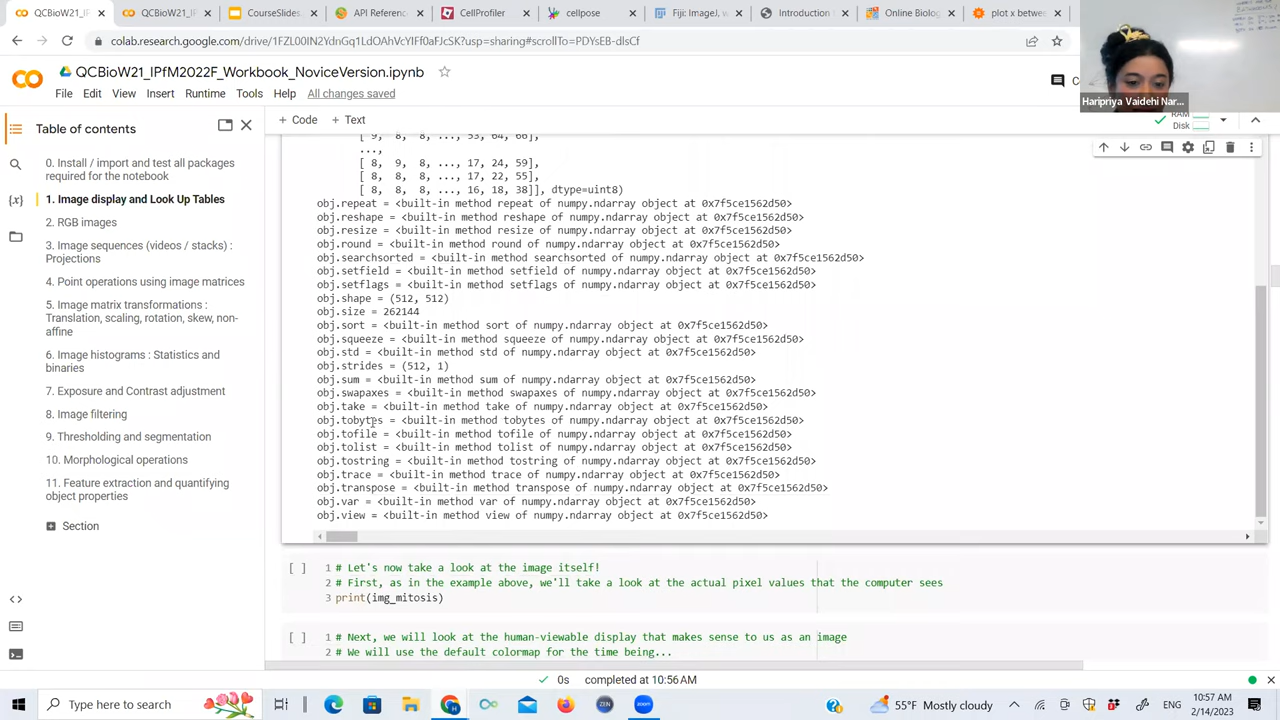 QCBioW21_IP
QCBioW21_IP
CourseSlides
API Referenc
CellProfiler
cellpose
Fiji: ImageJ, v
Introduction
Online Biolog
plot x betwee
colab.research.google.com/drive/1FZL00IN2YdnGq1LdOAhVcYIFf0aFJcSK?usp=sharing#scrollTo=PDYsEB-dlsCf
QCBioW21_IPfM2022F_Workbook_NoviceVersion.ipynb
File Edit View Insert Runtime Tools Help All changes saved
Haripriya Vaidehi Nar...
RAM
Disk
Table of contents
+ Code + Text
0. Install / import and test all packages
required for the notebook
1. Image display and Look Up Tables
2. RGB images
3. Image sequences (videos / stacks) :
Projections
4. Point operations using image matrices
5. Image matrix transformations :
Translation, scaling, rotation, skew, non-
affine
6. Image histograms : Statistics and
binaries
7. Exposure and Contrast adjustment
8. Image filtering
9. Thresholding and segmentation
10. Morphological operations
11. Feature extraction and quantifying
object properties
Section
[ 9, 8, 8, ..., 53, 64, 66],
...,
[ 8, 9, 8, ..., 17, 24, 59],
[ 8, 8, 8, ..., 17, 22, 55],
[ 8, 8, 8, ..., 16, 18, 38]], dtype=uint8)
obj.repeat = <built-in method repeat of numpy.ndarray object at 0x7f5ce1562d50>
obj.reshape = <built-in method reshape of numpy.ndarray object at 0x7f5ce1562d50>
obj.resize = <built-in method resize of numpy.ndarray object at 0x7f5ce1562d50>
obj.round = <built-in method round of numpy.ndarray object at 0x7f5ce1562d50>
obj.searchsorted = <built-in method searchsorted of numpy.ndarray object at 0x7f5ce1562d50>
obj.setfield = <built-in method setfield of numpy.ndarray object at 0x7f5ce1562d50>
obj.setflags = <built-in method setflags of numpy.ndarray object at 0x7f5ce1562d50>
obj.shape = (512, 512)
obj.size = 262144
obj.sort = <built-in method sort of numpy.ndarray object at 0x7f5ce1562d50>
obj.squeeze = <built-in method squeeze of numpy.ndarray object at 0x7f5ce1562d50>
obj.std = <built-in method std of numpy.ndarray object at 0x7f5ce1562d50>
obj.strides = (512, 1)
obj.sum = <built-in method sum of numpy.ndarray object at 0x7f5ce1562d50>
obj.swapaxes = <built-in method swapaxes of numpy.ndarray object at 0x7f5ce1562d50>
obj.take = <built-in method take of numpy.ndarray object at 0x7f5ce1562d50>
obj.tobytes = <built-in method tobytes of numpy.ndarray object at 0x7f5ce1562d50>
obj.tofile = <built-in method tofile of numpy.ndarray object at 0x7f5ce1562d50>
obj.tolist = <built-in method tolist of numpy.ndarray object at 0x7f5ce1562d50>
obj.tostring = <built-in method tostring of numpy.ndarray object at 0x7f5ce1562d50>
obj.trace = <built-in method trace of numpy.ndarray object at 0x7f5ce1562d50>
obj.transpose = <built-in method transpose of numpy.ndarray object at 0x7f5ce1562d50>
obj.var = <built-in method var of numpy.ndarray object at 0x7f5ce1562d50>
obj.view = <built-in method view of numpy.ndarray object at 0x7f5ce1562d50>
[ ] 1 # Let's now take a look at the image itself!
2 # First, as in the example above, we'll take a look at the actual pixel values that the computer sees
3 print(img_mitosis)
[ ] 1 # Next, we will look at the human-viewable display that makes sense to us as an image
2 # We will use the default colormap for the time being...
0s completed at 10:56 AM
Type here to search
ZEN
zoom
55°F Mostly cloudy
ENG
10:57 AM
2/14/2023